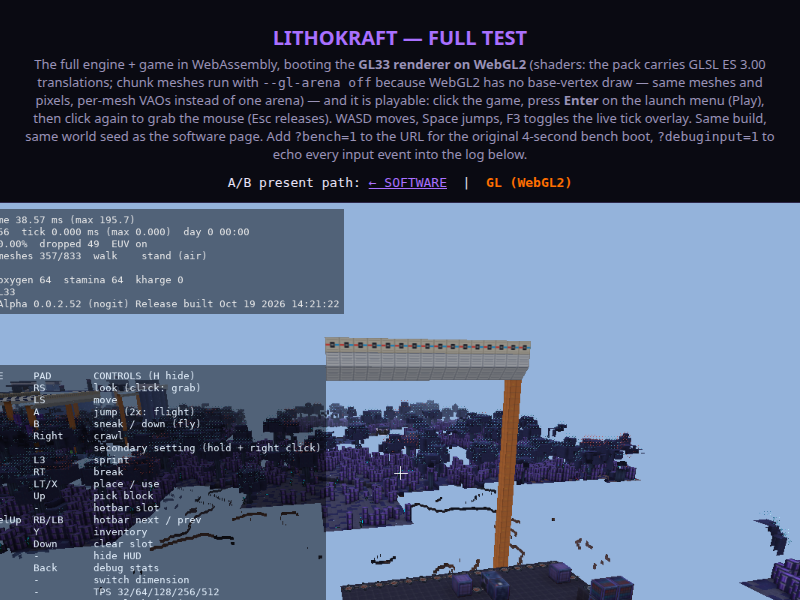 LITHOKRAFT — FULL TEST
The full engine + game in WebAssembly, booting the GL33 renderer on WebGL2 (shaders: the pack carries GLSL ES 3.00
translations; chunk meshes run with --gl-arena off because WebGL2 has no base-vertex draw — same meshes and
pixels, per-mesh VAOs instead of one arena) — and it is playable: click the game, press Enter on the launch menu (Play),
then click again to grab the mouse (Esc releases). WASD moves, Space jumps, F3 toggles the live tick overlay. Same build,
same world seed as the software page. Add ?bench=1 to the URL for the original 4-second bench boot, ?debuginput=1 to
echo every input event into the log below.
A/B present path: ← SOFTWARE | GL (WebGL2)
me 38.57 ms (max 195.7)
56 tick 0.000 ms (max 0.000) day 0 00:00
0.00% dropped 49 EUV on
meshes 357/833 walk stand (air)
oxygen 64 stamina 64 kharge 0
L33
Alpha 0.0.2.52 (nogit) Release built Oct 19 2026 14:21:22
E PAD CONTROLS (H hide)
RS look (click: grab)
LS move
A jump (2x: flight)
B sneak / down (fly)
Right crawl
- secondary setting (hold + right click)
L3 sprint
RT break
LT/X place / use
Up pick block
- hotbar slot
elUp RB/LB hotbar next / prev
Y inventory
Down clear slot
- hide HUD
Back debug stats
- switch dimension
- TPS 32/64/128/256/512